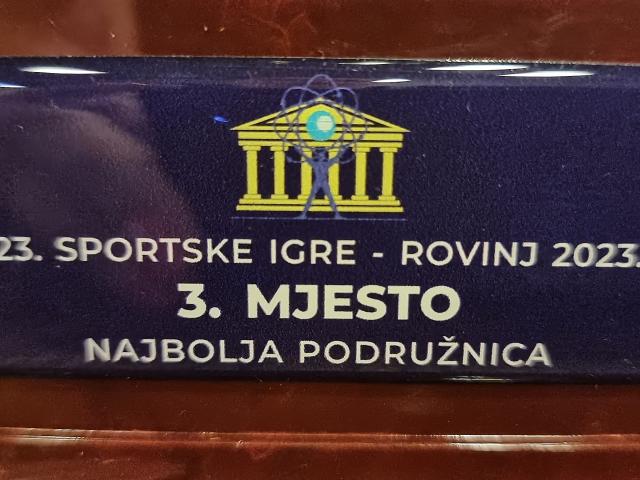 23. SPORTSKE IGRE - ROVINJ 2023.
3. MJESTO
NAJBOLJA PODRUŽNICA